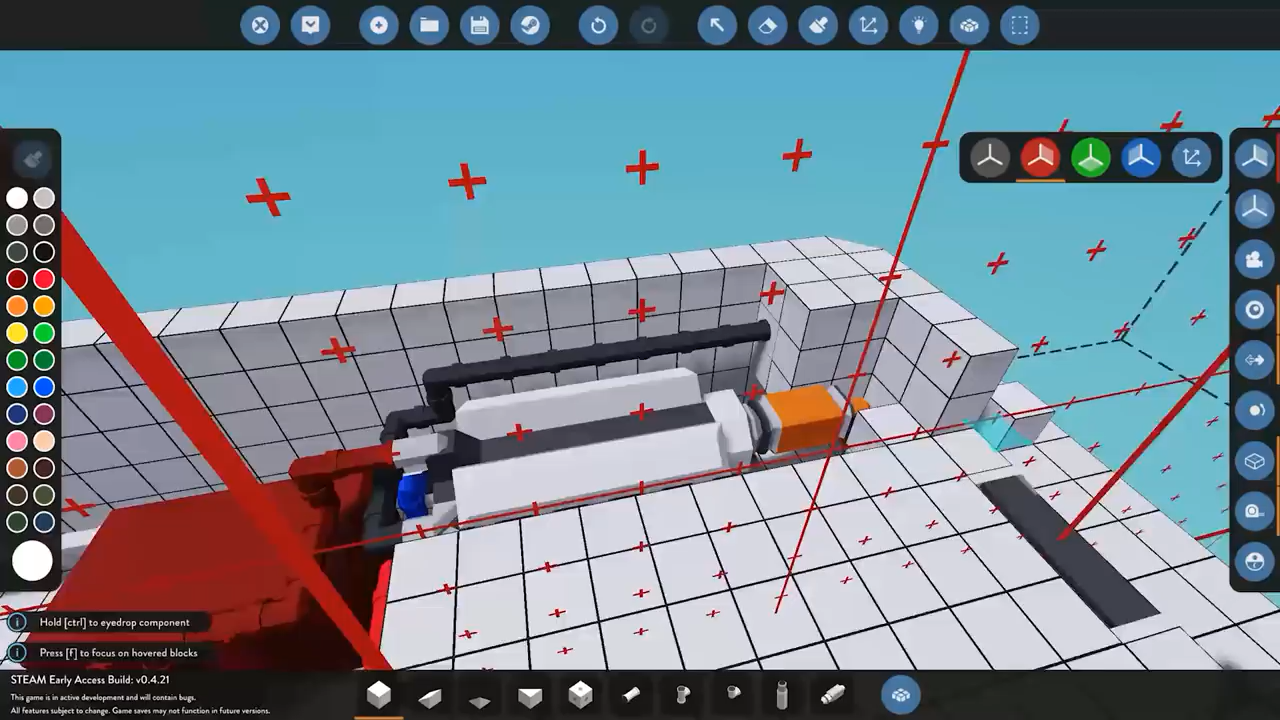 Hold [ctrl] to eyedrop component
Press [f] to focus on hovered blocks
STEAM Early Access Build: v0.4.21
This game is in active development and will contain bugs.
All features subject to change. Game saves may not function in future versions.